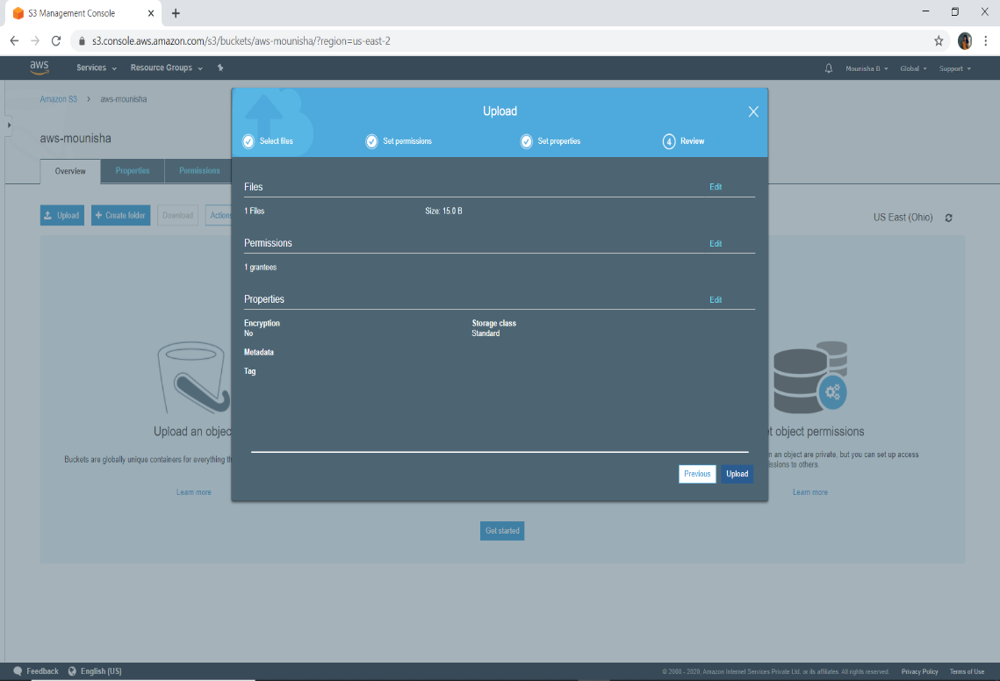 S3 Management Console
s3.console.aws.amazon.com/s3/buckets/aws-mounisha/?region=us-east-2
aws
Services
Resource Groups
Mounisha B
Global
Support
Amazon S3
aws-mounisha
aws-mounisha
Overview
Properties
Permissions
Upload
Create folder
Download
Action
US East (Ohio)
Upload
Select files
Set permissions
Set properties
4 Review
Files
Edit
1 Files
Size: 15.0 B
Permissions
Edit
1 grantees
Properties
Edit
Encryption
No
Storage class
Standard
Metadata
Tag
Previous
Upload
Upload an objec
Buckets are globally unique containers for everything th
Learn more
t object permissions
n an object are private, but you can set up access
issions to others.
Learn more
Get started
Feedback
English (US)
© 2008 - 2020, Amazon Internet Services Private Ltd. or its affiliates. All rights reserved.
Privacy Policy
Terms of Use